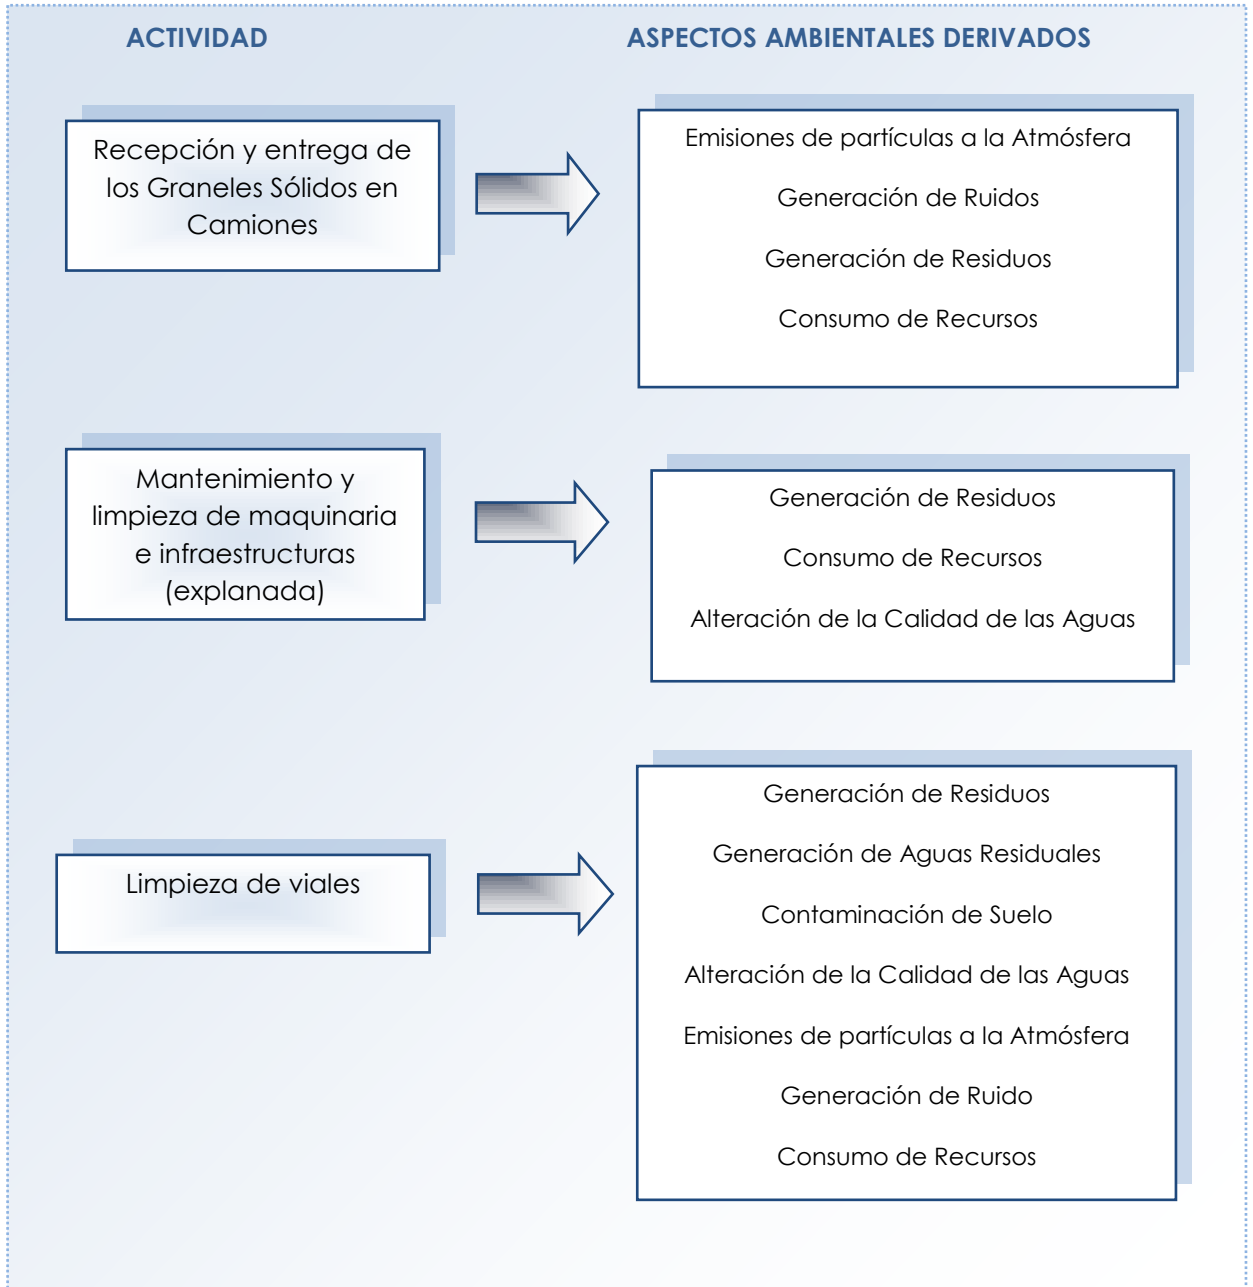 ACTIVIDAD
ASPECTOS AMBIENTALES DERIVADOS
Recepción y entrega de
los Graneles Sólidos en
Camiones
Emisiones de partículas a la Atmósfera
Generación de Ruidos
Generación de Residuos
Consumo de Recursos
Mantenimiento y
limpieza de maquinaria
e infraestructuras
(explanada)
Generación de Residuos
Consumo de Recursos
Alteración de la Calidad de las Aguas
Limpieza de viales
Generación de Residuos
Generación de Aguas Residuales
Contaminación de Suelo
Alteración de la Calidad de las Aguas
Emisiones de partículas a la Atmósfera
Generación de Ruido
Consumo de Recursos